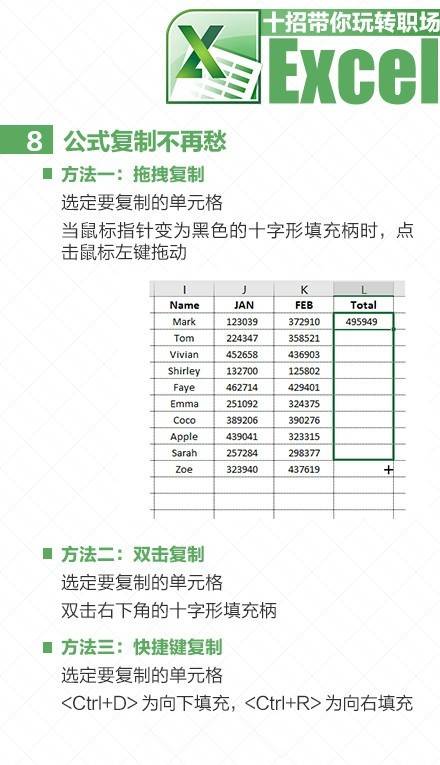 十招带你玩转职场
Excel
8 公式复制不再愁
方法一：拖拽复制
选定要复制的单元格
当鼠标指针变为黑色的十字形填充柄时，点
击鼠标左键拖动
I J K L
Name JAN FEB Total
Mark 123039 372910 495949
Tom 224347 358521
Vivian 452658 436903
Shirley 132700 125802
Faye 462714 429401
Emma 251092 324375
Coco 389206 390276
Apple 439041 323315
Sarah 257284 298377
Zoe 323940 437619
方法二：双击复制
选定要复制的单元格
双击右下角的十字形填充柄
方法三：快捷键复制
选定要复制的单元格
<Ctrl+D> 为向下填充，<Ctrl+R> 为向右填充